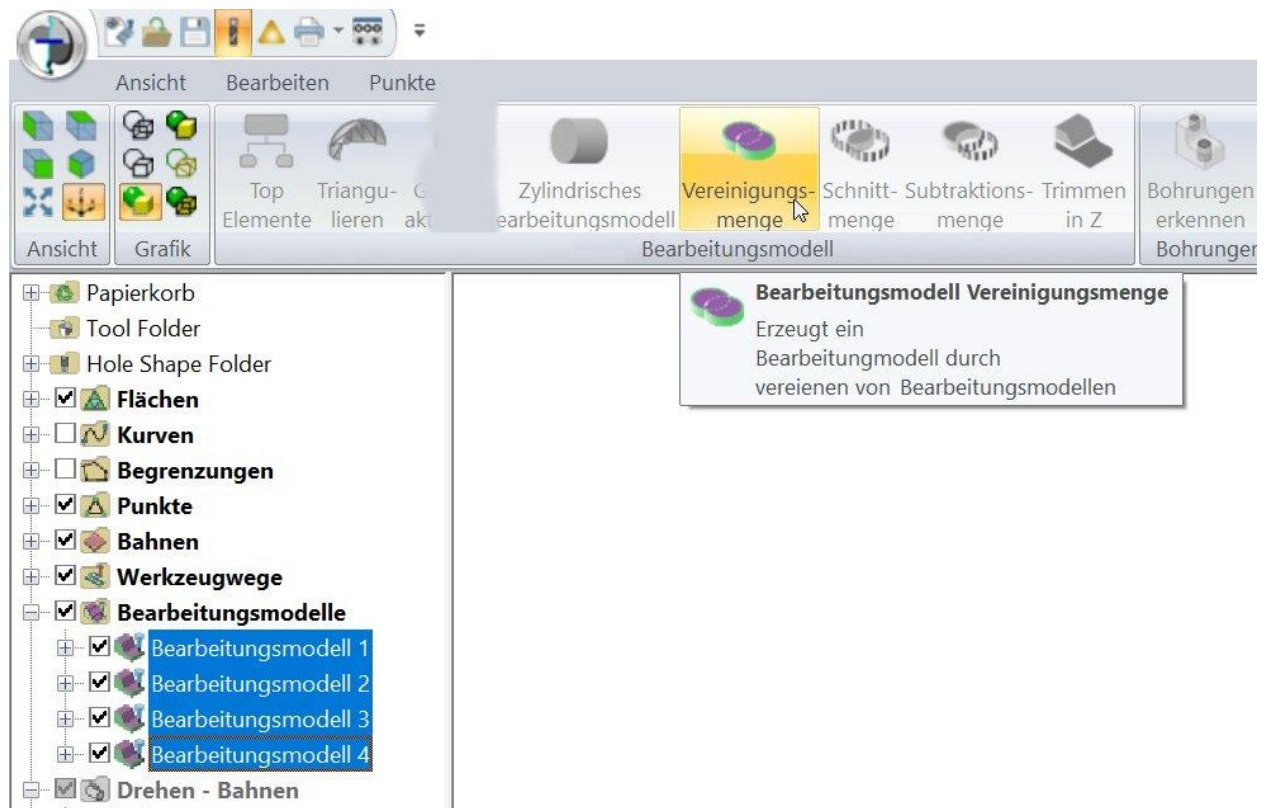 Ansicht Bearbeiten Punkte
Top Triangu- Zylindrisches Vereinigungs- Schnitt- Subtraktions- Trimmen Bohrungen
Elemente lieren earbeitungsmodell menge menge menge in Z erkennen
Ansicht Grafik Bearbeitungsmodell Bohrunger
Papierkorb
Tool Folder
Hole Shape Folder
Flächen
Kurven
Begrenzungen
Punkte
Bahnen
Werkzeugwege
Bearbeitungsmodelle
Bearbeitungsmodell 1
Bearbeitungsmodell 2
Bearbeitungsmodell 3
Bearbeitungsmodell 4
Drehen - Bahnen
Bearbeitungsmodell Vereinigungsmenge
Erzeugt ein
Bearbeitungmodell durch
vereienen von Bearbeitungsmodellen